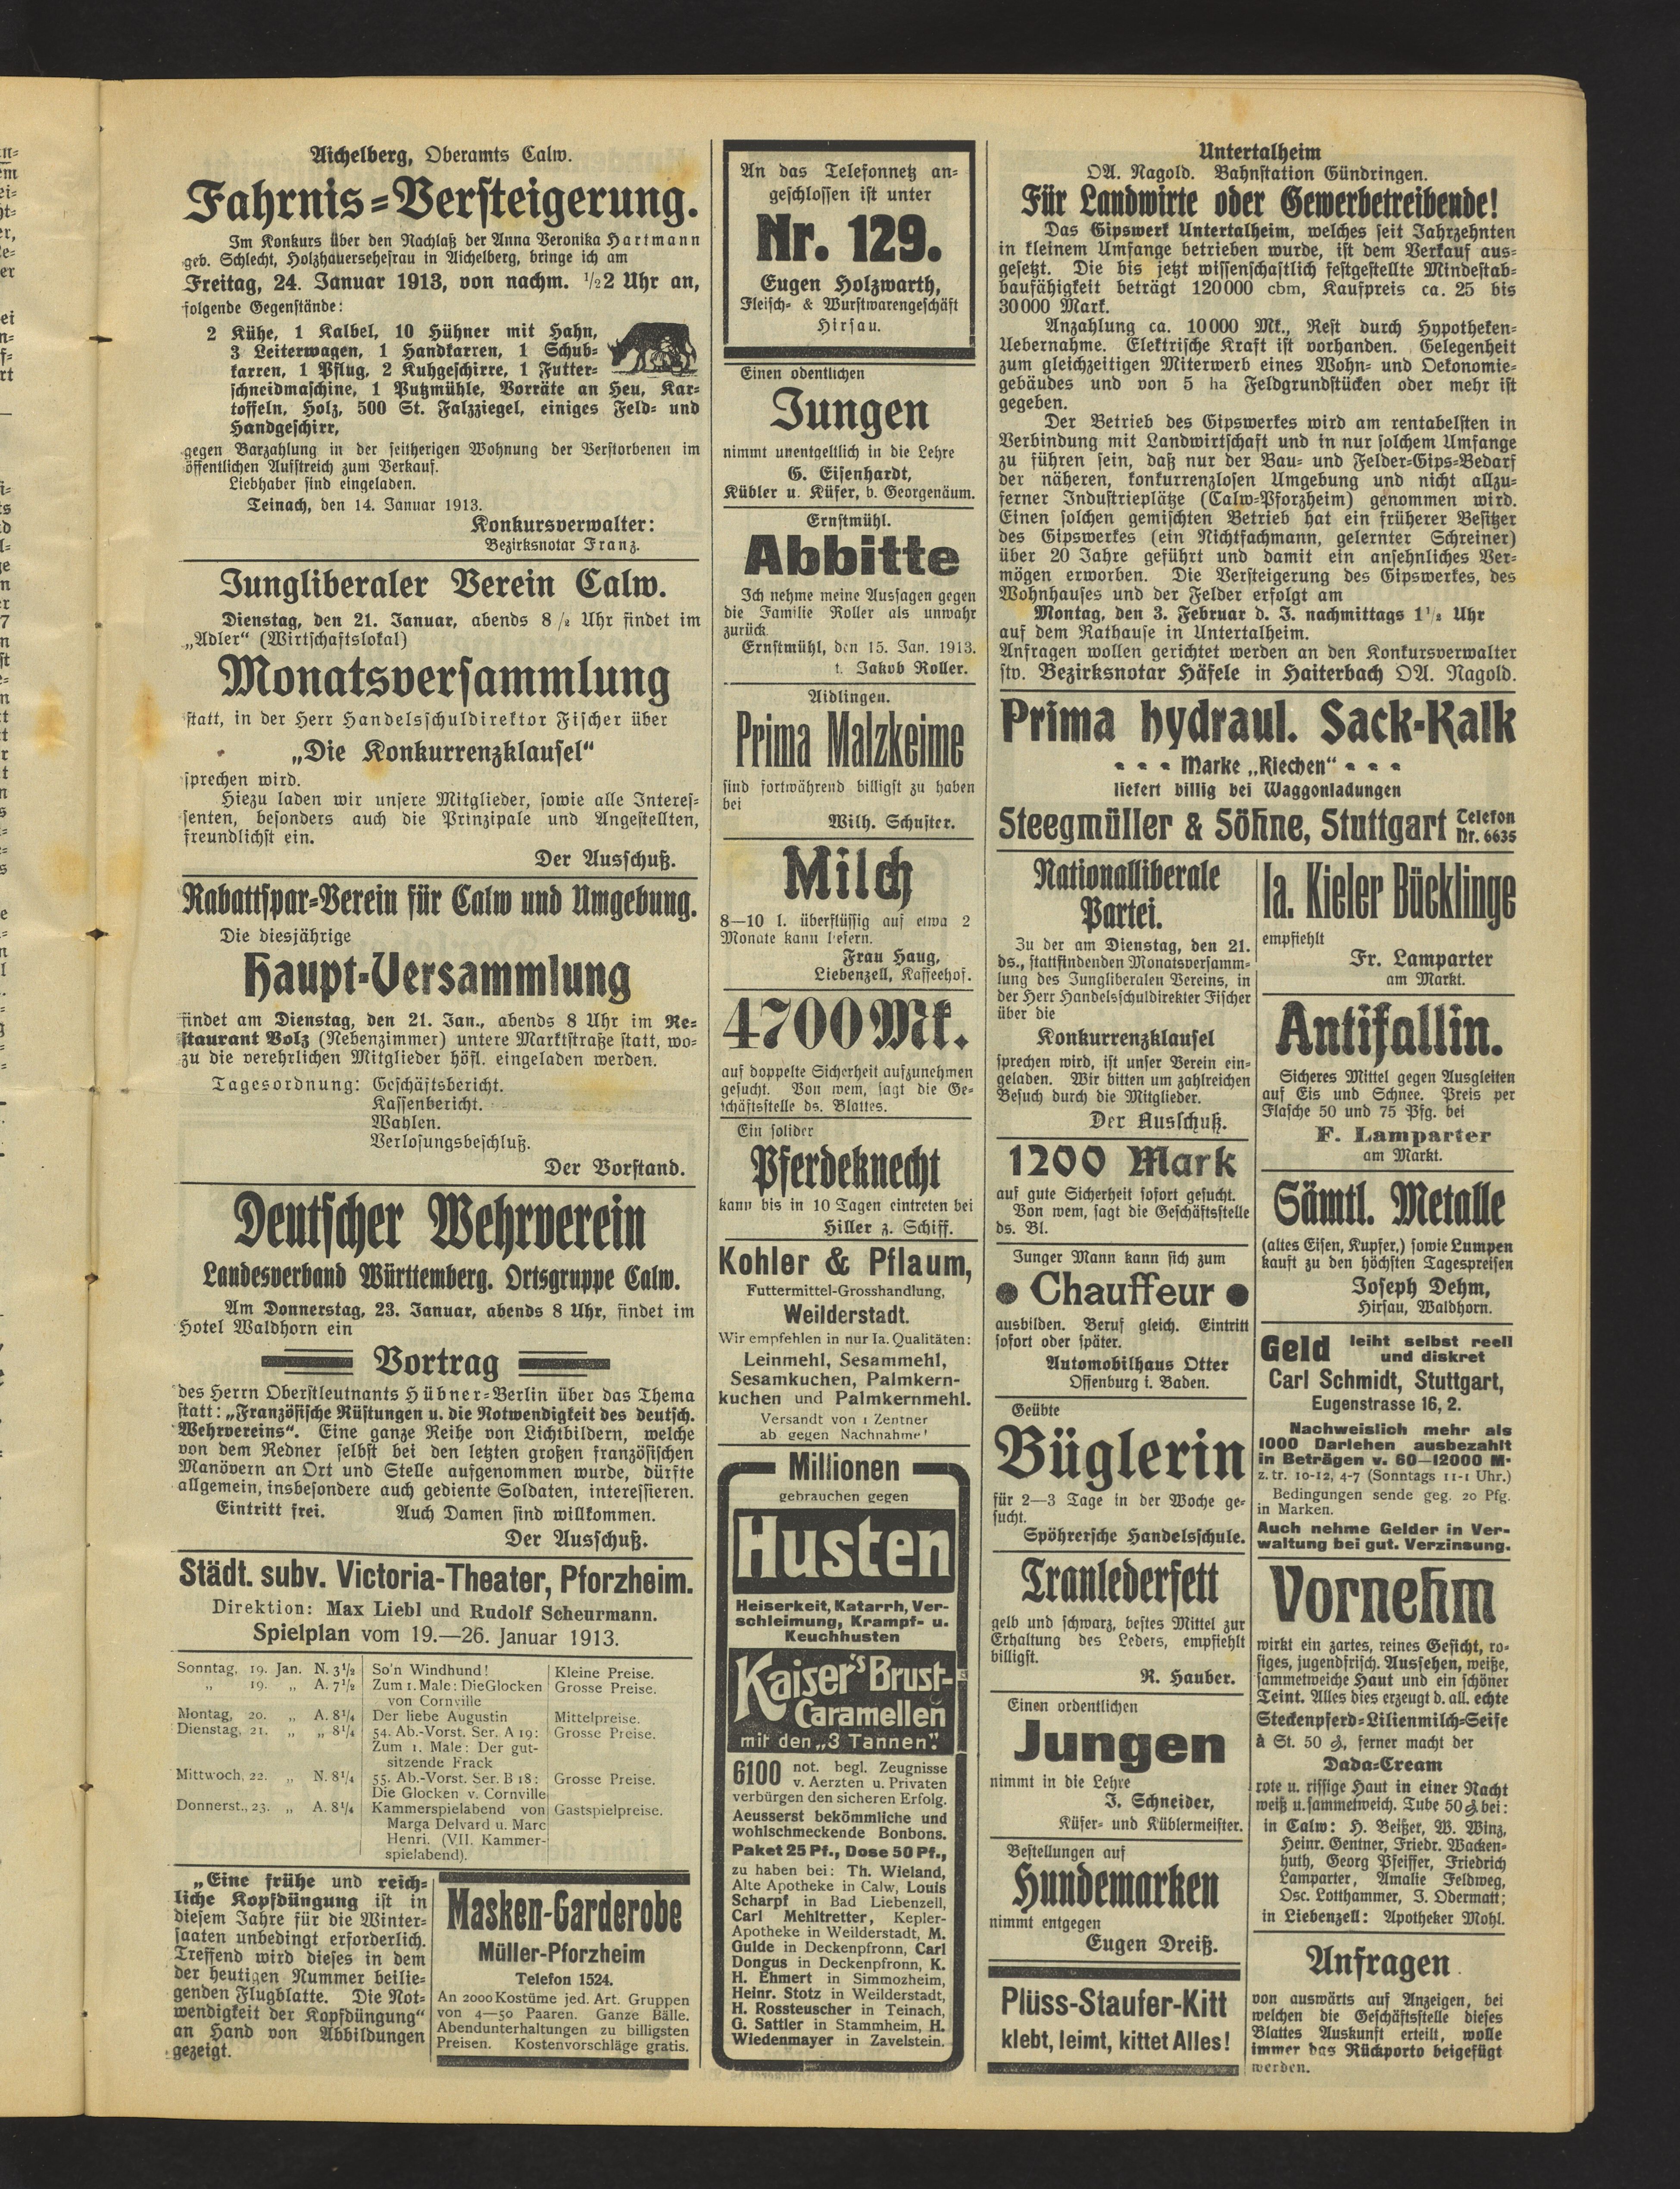 Aichelberg, Oberamts Calw.
Fahrnis=Versteigerung.
Im Konkurs über den Nachlaß der Anna Veronika Hartmann
geb. Schlecht, Holzhauersehefrau in Aichelberg, bringe ich am
Freitag, 24. Januar 1913, von nachm. 1/22 Uhr an,
folgende Gegenstände:
2 Kühe, 1 Kalbel, 10 Hühner mit Hahn,
3 Leiterwagen, 1 Handkarren, 1 Schub=
karren, 1 Pflug, 2 Kuhgeschirre, 1 Futter=
schneidmaschine, 1 Putzmühle, Vorräte an Heu, Kar=
toffeln, Holz, 500 St. Falzziegel, einiges Feld= und
Handgeschirr,
gegen Barzahlung in der seitherigen Wohnung der Verstorbenen im
öffentlichen Aufstreich zum Verkauf.
Liebhaber sind eingeladen.
Teinach, den 14. Januar 1913.
Konkursverwalter:
Bezirksnotar Franz.
Jungliberaler Verein Calw.
Dienstag, den 21. Januar, abends 8 /2 Uhr findet im
„Adler“ (Wirtschaftslokal)
Monatsversammlung
statt, in der Herr Handelsschuldirektor Fischer über
„Die Konkurrenzklausel“
sprechen wird.
Hiezu laden wir unsere Mitglieder, sowie alle Interes=
senten, besonders auch die Prinzipale und Angestellten,
freundlichst ein.
Der Ausschuß.
Rabattspar=Verein für Calw und Umgebung.
Die diesjährige
Haupt=Versammlung
findet am Dienstag, den 21. Jan., abends 8 Uhr im Re=
staurant Volz (Nebenzimmer) untere Marktstraße statt, wo=
zu die verehrlichen Mitglieder höfl. eingeladen werden.
Tagesordnung: Geschäftsbericht.
Kassenbericht.
Wahlen.
Verlosungsbeschluß.
Der Vorstand.
Deutscher Wehrverein
Landesverband Württemberg. Ortsgruppe Calw.
Am Donnerstag, 23. Januar, abends 8 Uhr, findet im
Hotel Waldhorn ein
Vortrag
des Herrn Oberstleutnants Hübner=Berlin über das Thema
statt: „Französische Rüstungen u. die Notwendigkeit des deutsch.
Wehrvereins“. Eine ganze Reihe von Lichtbildern, welche
von dem Redner selbst bei den letzten großen französischen
Manövern an Ort und Stelle aufgenommen wurde, dürfte
allgemein, insbesondere auch gediente Soldaten, interessieren.
Eintritt frei. Auch Damen sind willkommen.
Der Ausschuß.
Städt. subv. Victoria-Theater, Pforzheim.
Direktion: Max Liebl und Rudolf Scheurmann.
Spielplan vom 19.—26. Januar 1913.
Sonntag, 19. Jan. N. 3 1/2 So'n Windhund! Kleine Preise.
„ 19. „ A. 7 1/2 Zum 1. Male: Die Glocken Grosse Preise.
von Cornville
Montag, 20. „ A. 8 1/4 Der liebe Augustin Mittelpreise.
Dienstag, 21. „ „ 8 1/4 54. Ab.-Vorst. Ser. A 19: Grosse Preise.
Zum 1. Male: Der gut-
sitzende Frack
Mittwoch, 22. „ N. 8 1/4 55. Ab.-Vorst. Ser. B 18: Grosse Preise.
Die Glocken v. Cornville
Donnerst., 23. „ A. 8 1/4 Kammerspielabend von Gastspielpreise.
Marga Delvard u. Marc
Henri. (VII. Kammer-
spielabend).
„Eine frühe und reich=
liche Kopfdüngung ist in
diesem Jahre für die Winter=
saaten unbedingt erforderlich.
Treffend wird dieses in dem
der heutigen Nummer beilie=
genden Flugblatte. Die Not=
wendigkeit der Kopfdüngung“
an Hand von Abbildungen
gezeigt.
Masken-Garderobe
Müller-Pforzheim
Telefon 1524.
An 2000 Kostüme jed. Art. Gruppen
von 4—50 Paaren. Ganze Bälle.
Abendunterhaltungen zu billigsten
Preisen. Kostenvorschläge gratis.
An das Telefonnetz an=
geschlossen ist unter
Nr. 129.
Eugen Holzwarth,
Fleisch= & Wurstwarengeschäft
Hirsau.
Einen odentlichen
Jungen
nimmt unentgeltlich in die Lehre
G. Eisenhardt,
Kübler u. Küfer, b. Georgenäum.
Ernstmühl.
Abbitte
Ich nehme meine Aussagen gegen
die Familie Roller als unwahr
zurück.
Ernstmühl, den 15. Jan. 1913.
t. Jakob Roller.
Aidlingen.
Prima Malzkeime
sind fortwährend billigst zu haben
bei
Wilh. Schuster.
Milch
8—10 l. überflüssig auf etwa 2
Monate kann liefern.
Frau Haug,
Liebenzell, Kaffeehof.
4700 Mk.
auf doppelte Sicherheit aufzunehmen
gesucht. Von wem, sagt die Ge=
schäftsstelle ds. Blattes.
Ein solider
Pferdeknecht
kann bis in 10 Tagen eintreten bei
Hiller z. Schiff.
Kohler & Pflaum,
Futtermittel-Grosshandlung,
Weilderstadt.
Wir empfehlen in nur Ia. Qualitäten:
Leinmehl, Sesammehl,
Sesamkuchen, Palmkern-
kuchen und Palmkernmehl.
Versandt von 1 Zentner
ab gegen Nachnahme!
Millionen
gebrauchen gegen
Husten
Heiserkeit, Katarrh, Ver-
schleimung, Krampf- u.
Keuchhusten
Kaiser's Brust-
Caramellen
mit den „3 Tannen“.
6100 not. begl. Zeugnisse
v. Aerzten u. Privaten
verbürgen den sicheren Erfolg.
Aeusserst bekömmliche und
wohlschmeckende Bonbons.
Paket 25 Pf., Dose 50 Pf.,
zu haben bei: Th. Wieland,
Alte Apotheke in Calw, Louis
Scharpf in Bad Liebenzell,
Carl Mehltretter, Kepler-
Apotheke in Weilderstadt, M.
Gulde in Deckenpfronn, Carl
Dongus in Deckenpfronn, K.
H. Ehmert in Simmozheim,
Heinr. Stotz in Weilderstadt,
H. Rossteuscher in Teinach,
G. Sattler in Stammheim, H.
Wiedenmayer in Zavelstein.
Untertalheim
OA. Nagold. Bahnstation Gündringen.
Für Landwirte oder Gewerbetreibende!
Das Gipswerk Untertalheim, welches seit Jahrzehnten
in kleinem Umfange betrieben wurde, ist dem Verkauf aus=
gesetzt. Die bis jetzt wissenschaftlich festgestellte Mindestab=
baufähigkeit beträgt 120000 cbm, Kaufpreis ca. 25 bis
30000 Mark.
Anzahlung ca. 10000 Mk., Rest durch Hypotheken=
Uebernahme. Elektrische Kraft ist vorhanden. Gelegenheit
zum gleichzeitigen Miterwerb eines Wohn= und Oekonomie=
gebäudes und von 5 ha Feldgrundstücken oder mehr ist
gegeben.
Der Betrieb des Gipswerkes wird am rentabelsten in
Verbindung mit Landwirtschaft und in nur solchem Umfange
zu führen sein, daß nur der Bau= und Felder=Gips=Bedarf
der näheren, konkurrenzlosen Umgebung und nicht allzu=
ferner Industrieplätze (Calw=Pforzheim) genommen wird.
Einen solchen gemischten Betrieb hat ein früherer Besitzer
des Gipswerkes (ein Nichtfachmann, gelernter Schreiner)
über 20 Jahre geführt und damit ein ansehnliches Ver=
mögen erworben. Die Versteigerung des Gipswerkes, des
Wohnhauses und der Felder erfolgt am
Montag, den 3. Februar d. J. nachmittags 1 1/2 Uhr
auf dem Rathause in Untertalheim.
Anfragen wollen gerichtet werden an den Konkursverwalter
stv. Bezirksnotar Häfele in Haiterbach OA. Nagold.
Prima hydraul. Sack-Kalk
Marke „Riechen“
liefert billig bei Waggonladungen
Steegmüller & Söhne, Stuttgart Telefon Nr. 6635
Nationalliberale
Partei.
Zu der am Dienstag, den 21.
ds., stattfindenden Monatsversamm=
lung des Jungliberalen Vereins, in
der Herr Handelsschuldirekter Fischer
über die
Konkurrenzklausel
sprechen wird, ist unser Verein ein=
geladen. Wir bitten um zahlreichen
Besuch durch die Mitglieder.
Der Ausschuß.
1200 Mark
auf gute Sicherheit sofort gesucht.
Von wem, sagt die Geschäftsstelle
ds. Bl.
Junger Mann kann sich zum
Chauffeur
ausbilden. Beruf gleich. Eintritt
sofort oder später.
Automobilhaus Otter
Offenburg i. Baden.
Geübte
Büglerin
für 2—3 Tage in der Woche ge=
sucht.
Spöhrersche Handelsschule.
Tranlederfett
gelb und schwarz, bestes Mittel zur
Erhaltung des Leders, empfiehlt
billigst.
R. Hauber.
Einen ordentlichen
Jungen
nimmt in die Lehre
J. Schneider,
Küfer= und Küblermeister.
Bestellungen auf
Hundemarken
nimmt entgegen
Eugen Dreiß.
Plüss-Staufer-Kitt
klebt, leimt, kittet Alles!
Ia. Kieler Bücklinge
empfiehlt
Fr. Lamparter
am Markt.
Antifallin.
Sicheres Mittel gegen Ausgleiten
auf Eis und Schnee. Preis per
Flasche 50 und 75 Pfg. bei
F. Lamparter
am Markt.
Sämtl. Metalle
(altes Eisen, Kupfer,) sowie Lumpen
kauft zu den höchsten Tagespreisen
Joseph Dehm,
Hirsau, Waldhorn.
Geld leiht selbst reell
und diskret
Carl Schmidt, Stuttgart,
Eugenstrasse 16, 2.
Nachweislich mehr als
1000 Darlehen ausbezahlt
in Beträgen v. 60—12000 M.
z. tr. 10-12, 4-7 (Sonntags 11-1 Uhr.)
Bedingungen sende geg. 20 Pfg.
in Marken.
Auch nehme Gelder in Ver-
waltung bei gut. Verzinsung.
Vornehm
wirkt ein zartes, reines Gesicht, ro=
siges, jugendfrisch. Aussehen, weiße,
sammetweiche Haut und ein schöner
Teint. Alles dies erzeugt d. all. echte
Steckenpferd=Lilienmilch=Seife
à St. 50 ₰, ferner macht der
Dada=Cream
rote u. rissige Haut in einer Nacht
weiß u. sammetweich. Tube 50 ₰ bei:
in Calw: H. Beißer, W. Winz,
Heinr. Gentner, Friedr. Wacken=
huth, Georg Pfeiffer, Friedrich
Lamparter, Amalie Feldweg,
Osc. Lotthammer, J. Odermatt;
in Liebenzell: Apotheker Mohl.
Anfragen
von auswärts auf Anzeigen, bei
welchen die Geschäftsstelle dieses
Blattes Auskunft erteilt, wolle
immer das Rückporto beigefügt
werden.